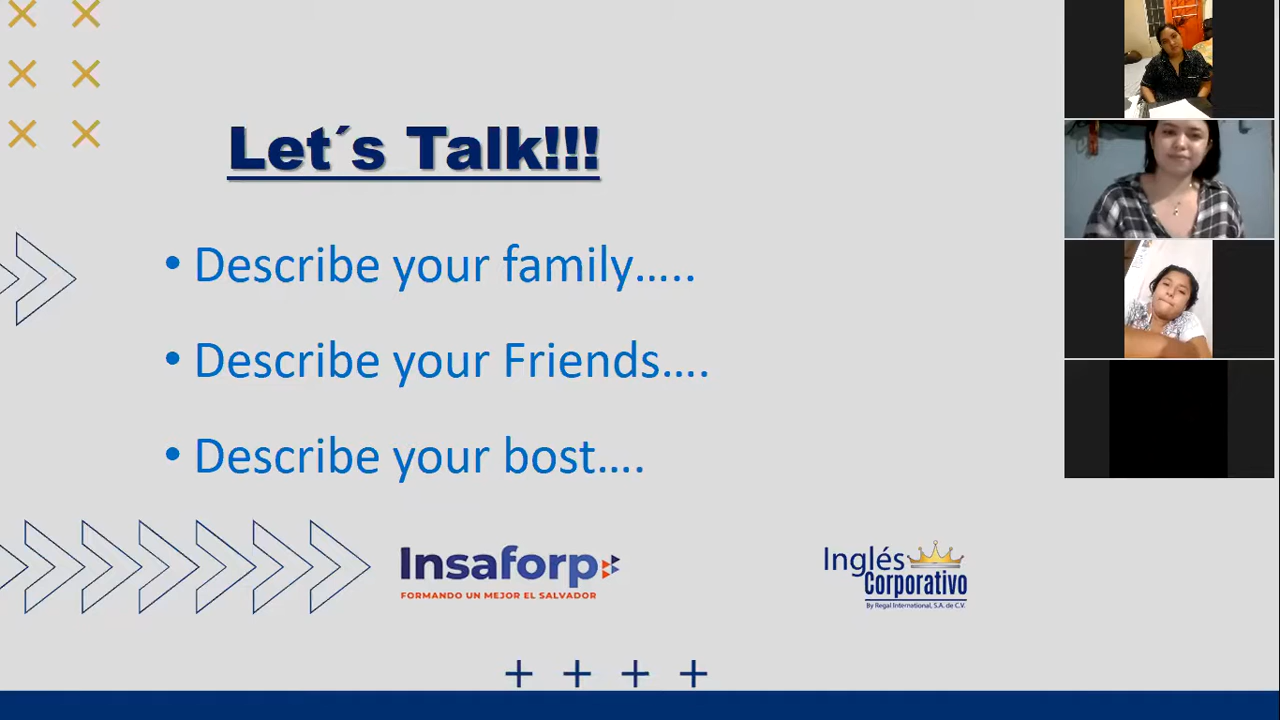 Let´s Talk!!!
• Describe your family…..
• Describe your Friends….
• Describe your bost….
Insaforp
FORMANDO UN MEJOR EL SALVADOR
Inglés
Corporativo
By Regal International, S.A. de C.V.